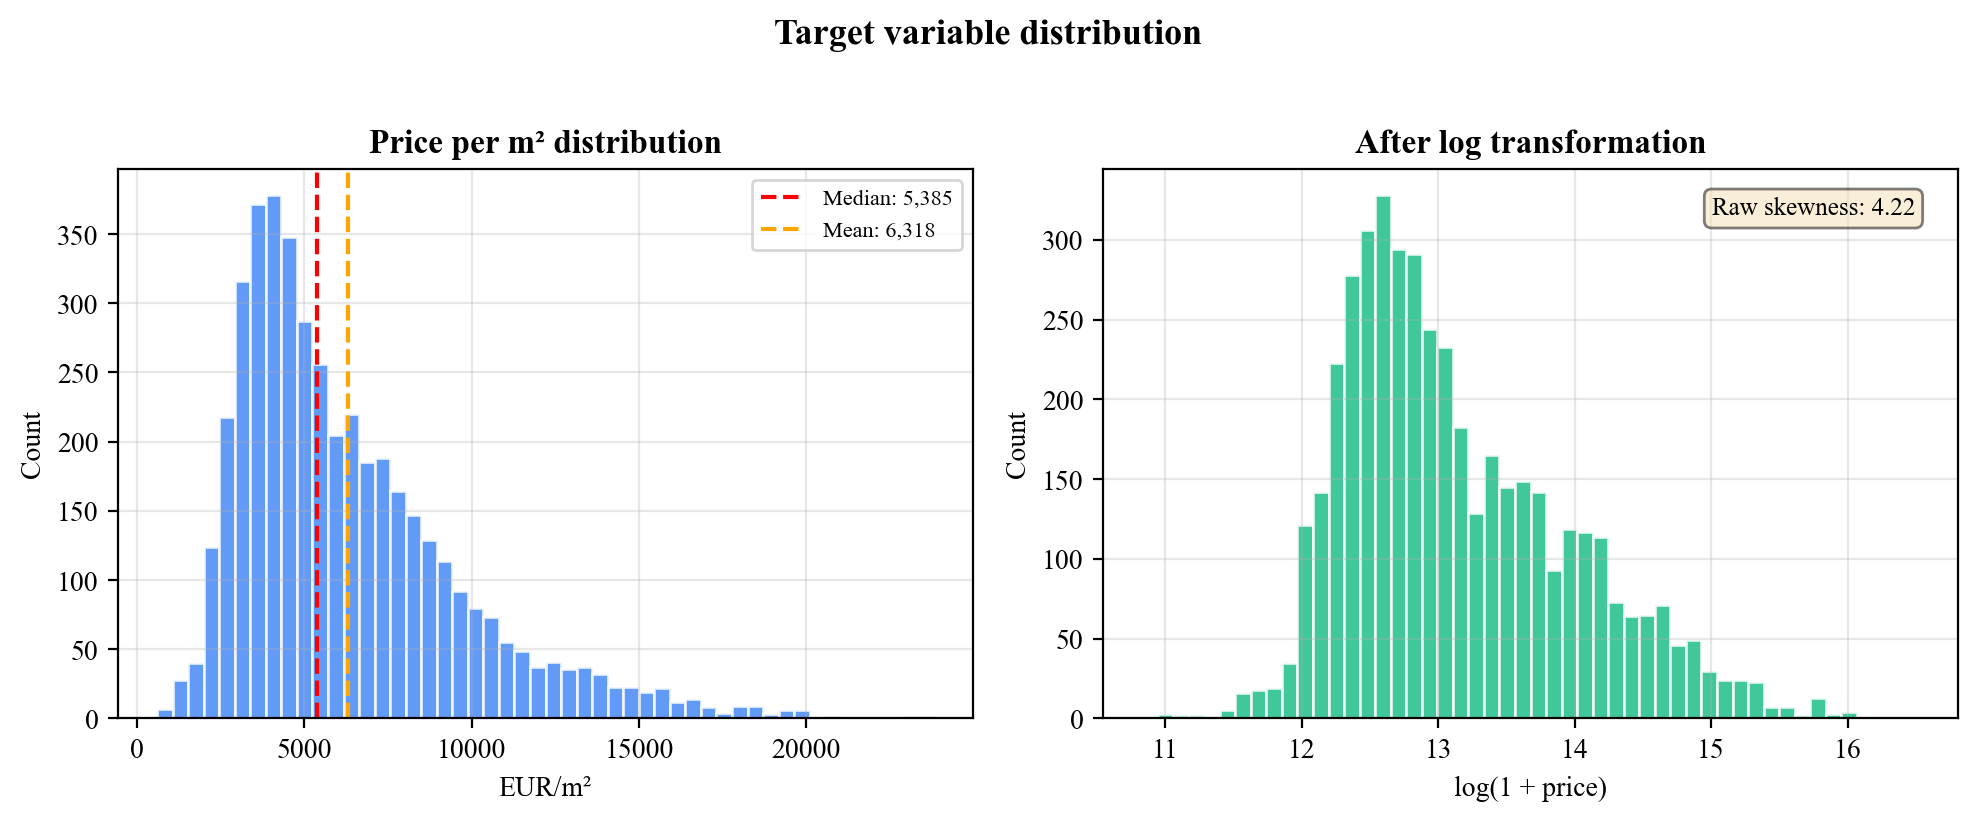 Target variable distribution
Price per m² distribution
Median: 5,385
Mean: 6,318
Count
350
300
250
200
150
100
50
0
0 5000 10000 15000 20000
EUR/m²
After log transformation
Raw skewness: 4.22
Count
300
250
200
150
100
50
0
11 12 13 14 15 16
log(1 + price)